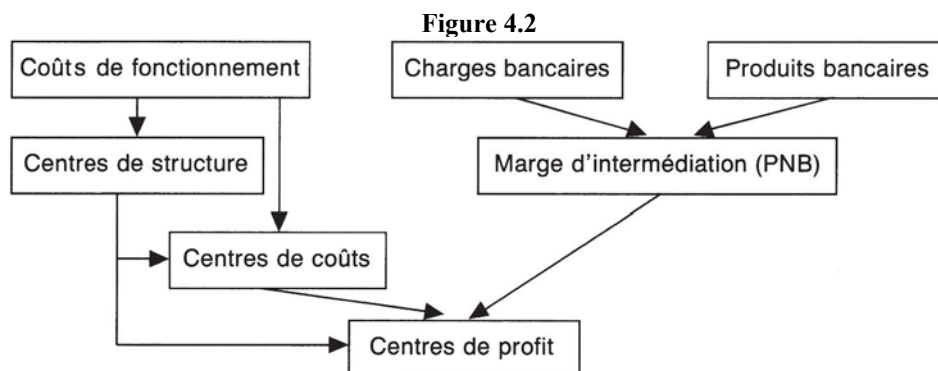 Figure 4.2
Coûts de fonctionnement
Charges bancaires
Produits bancaires
Centres de structure
Marge d'intermédiation (PNB)
Centres de coûts
Centres de profit